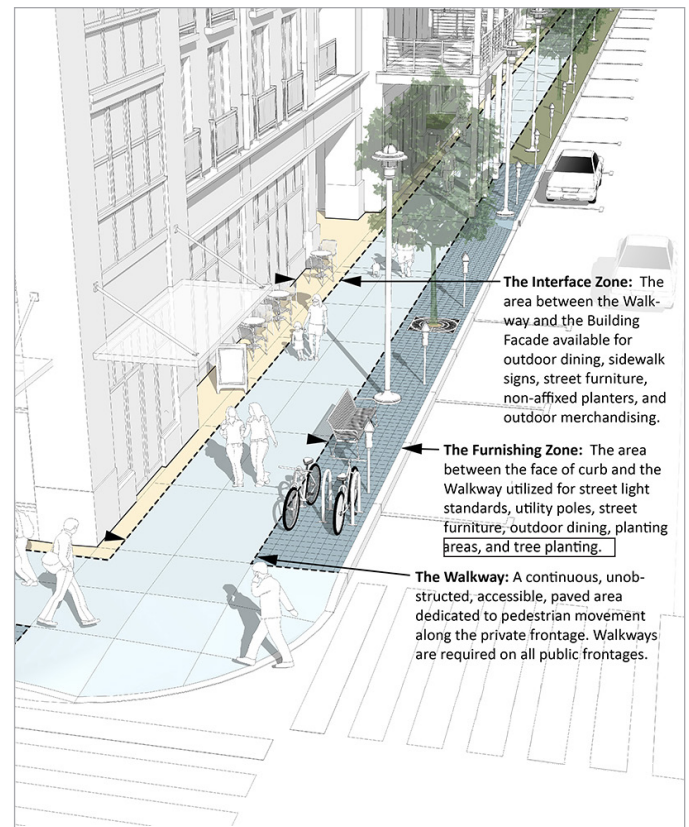 The Interface Zone: The
area between the Walk-
way and the Building
Facade available for
outdoor dining, sidewalk
signs, street furniture,
non-affixed planters, and
outdoor merchandising.
The Furnishing Zone: The area
between the face of curb and the
Walkway utilized for street light
standards, utility poles, street
furniture, outdoor dining, planting
areas, and tree planting.
The Walkway: A continuous, unob-
structed, accessible, paved area
dedicated to pedestrian movement
along the private frontage. Walkways
are required on all public frontages.